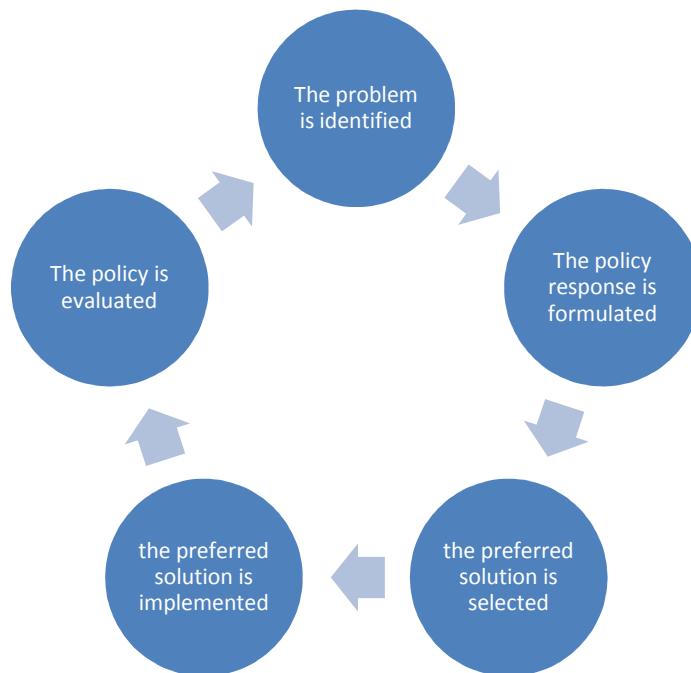 The problem
is identified
The policy
response is
formulated
the preferred
solution is
selected
the preferred
solution is
implemented
The policy is
evaluated